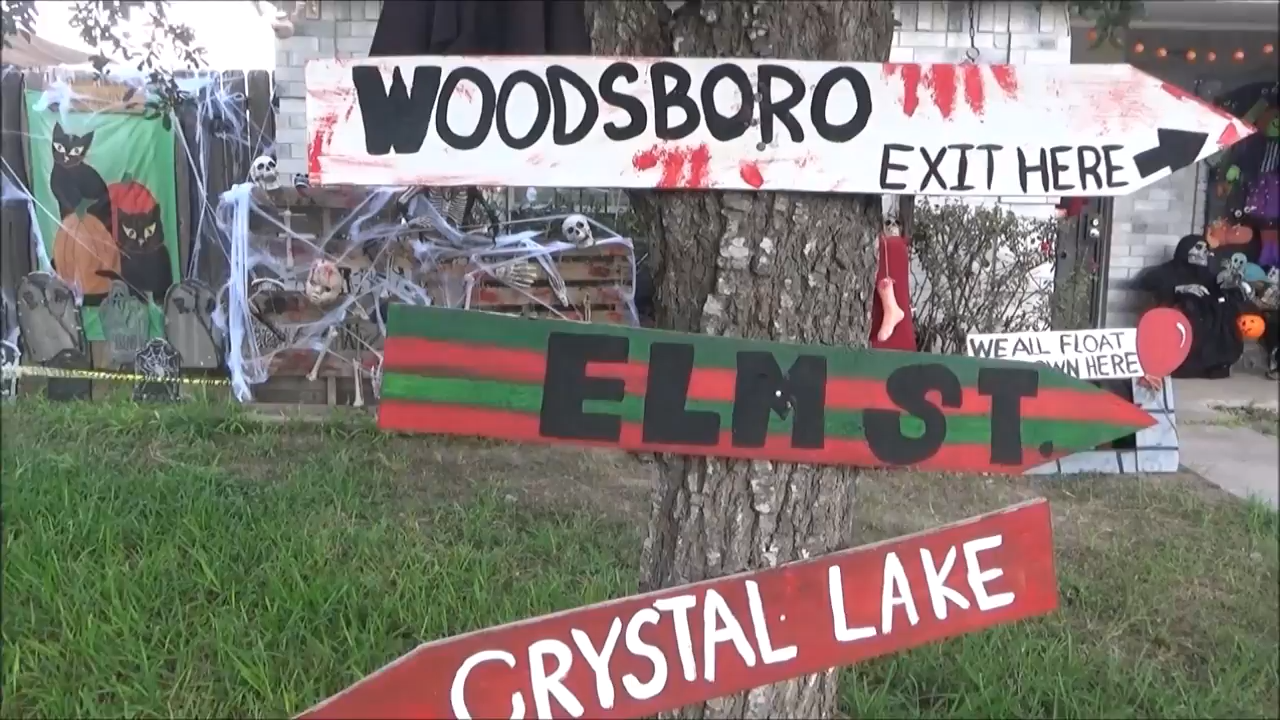 WOODSBORO
EXIT HERE
WE ALL FLOAT
HERE
ELM ST.
CRYSTAL LAKE